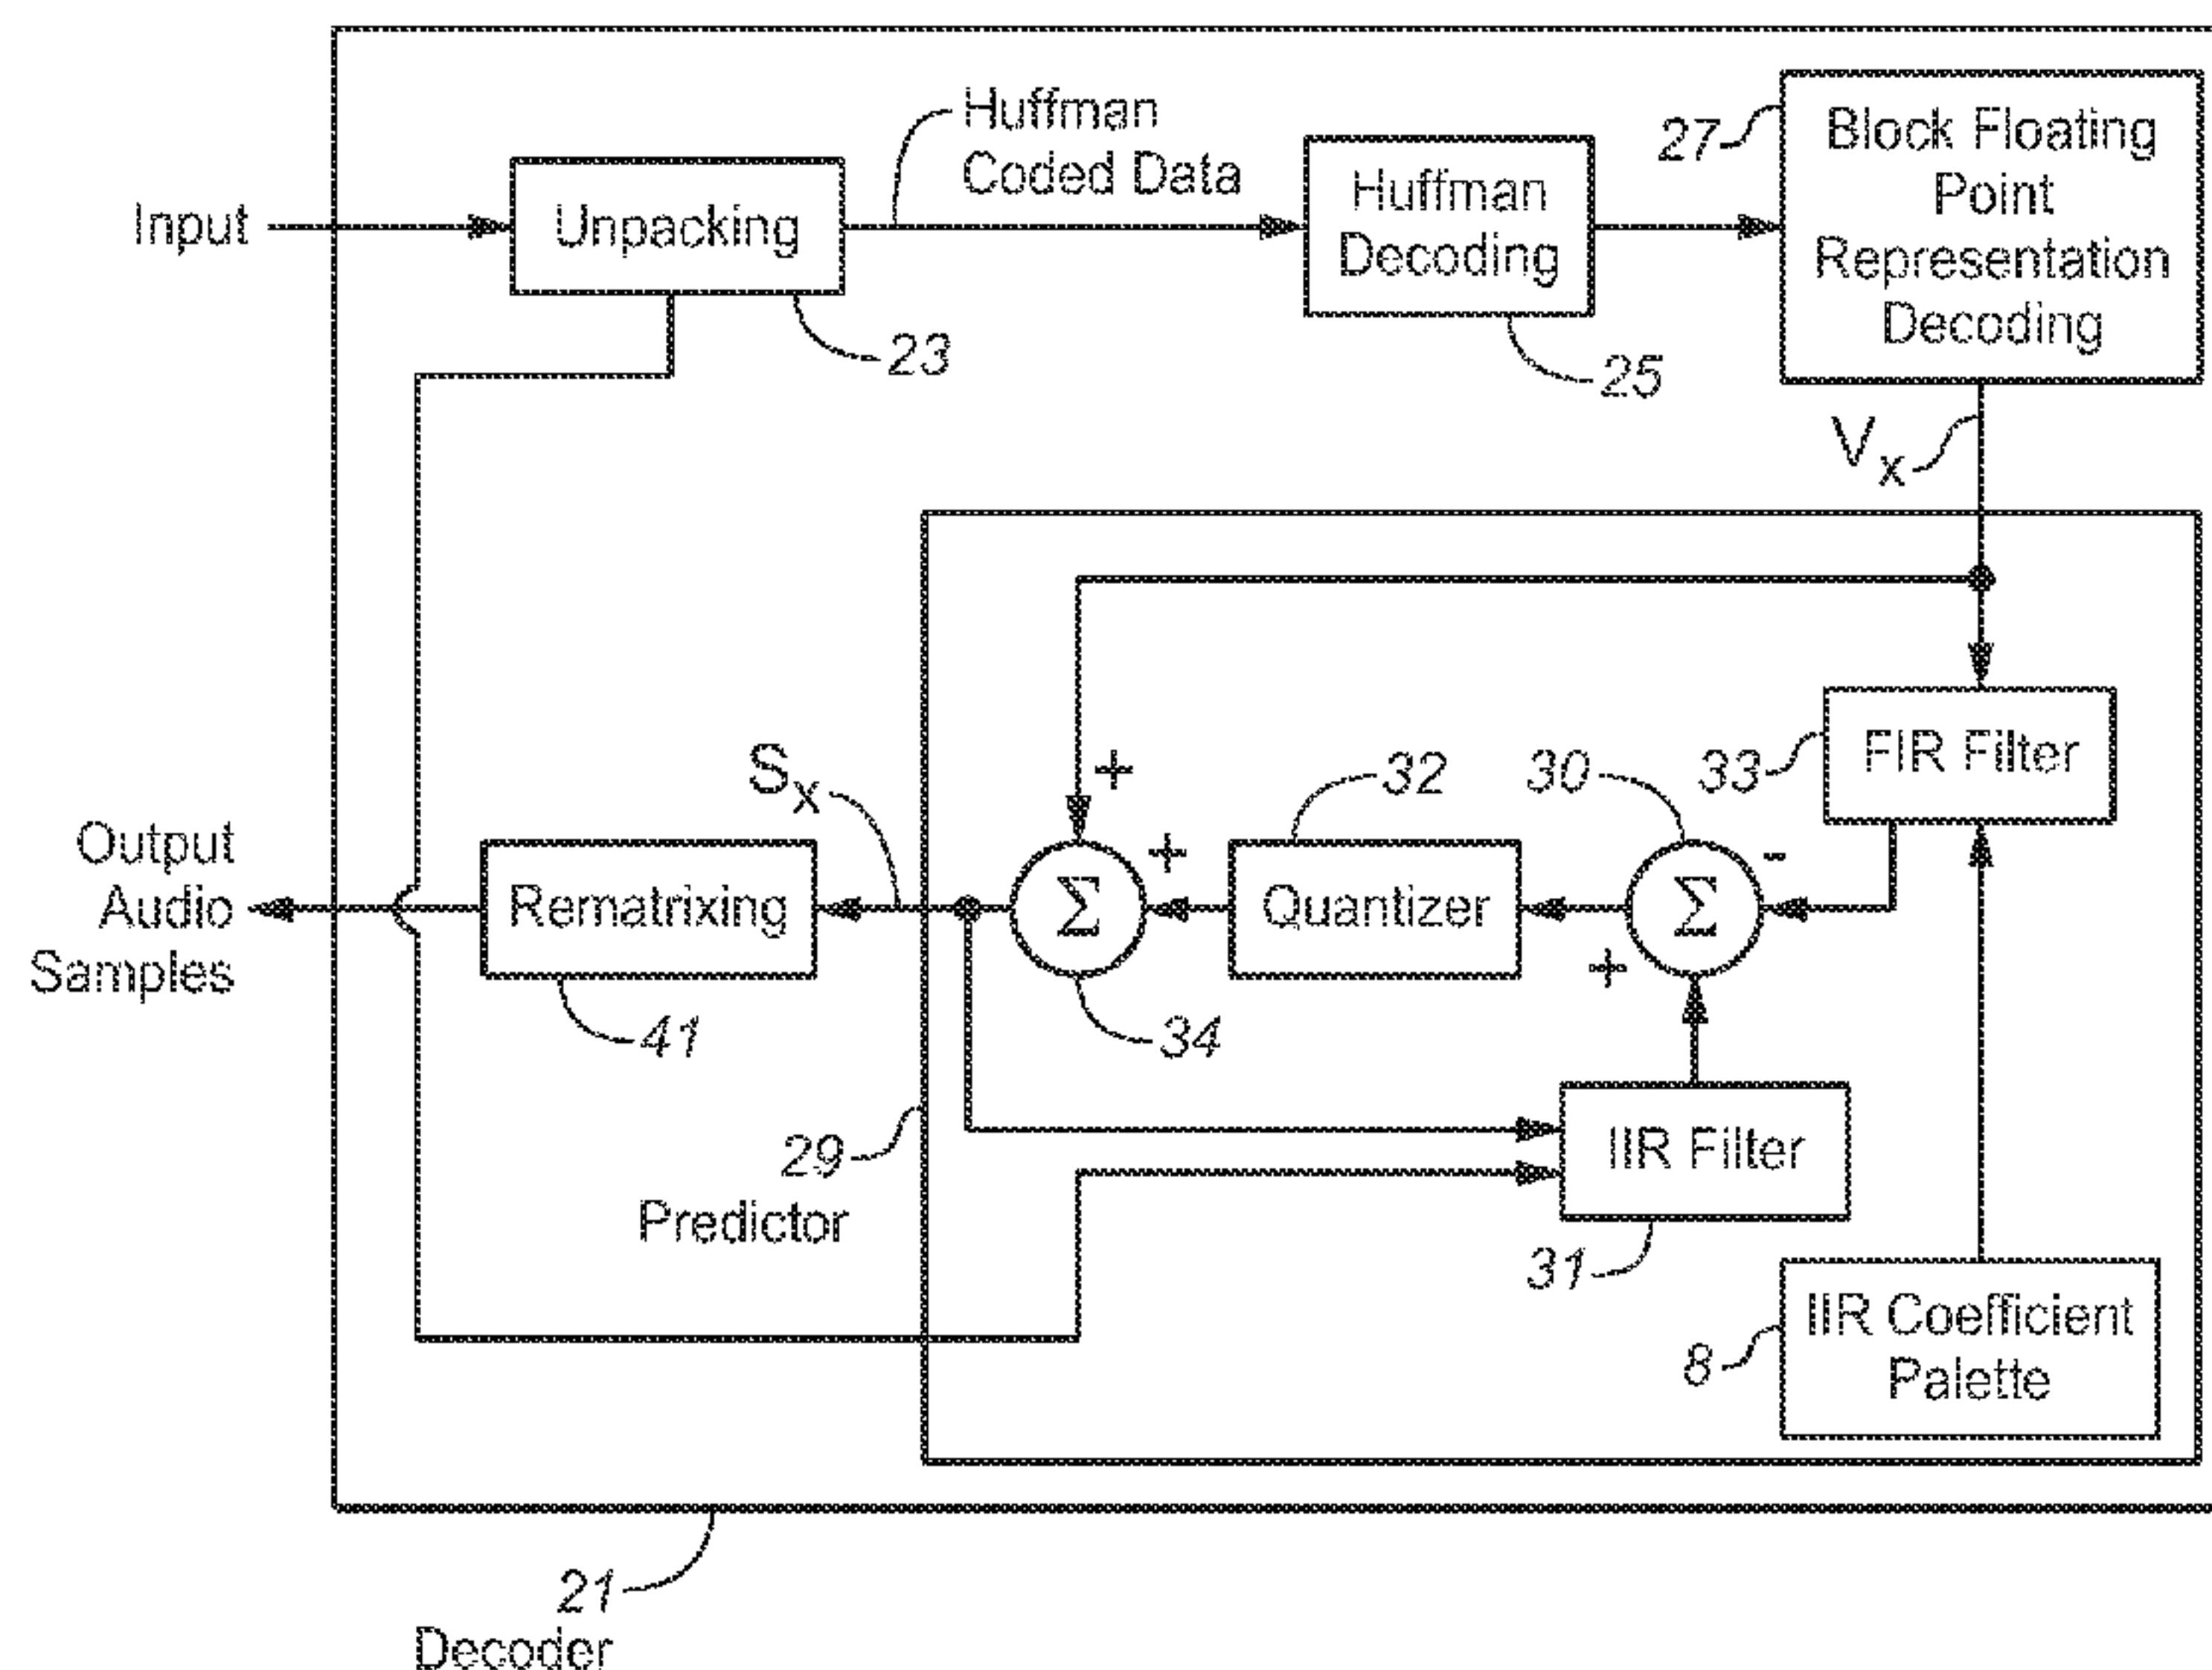 Huffman
Coded Data
27
Block Floating
Point
Representation
Decoding
Input
Unpacking
Huffman
Decoding
23
25
Vx
+
Sx
32
30
33
FIR Filter
Output
Audio
Samples
Rematrixing
Σ
+
Quantizer
Σ
-
+
41
34
29
Predictor
IIR Filter
31
IIR Coefficient
Palette
8
21
Decoder